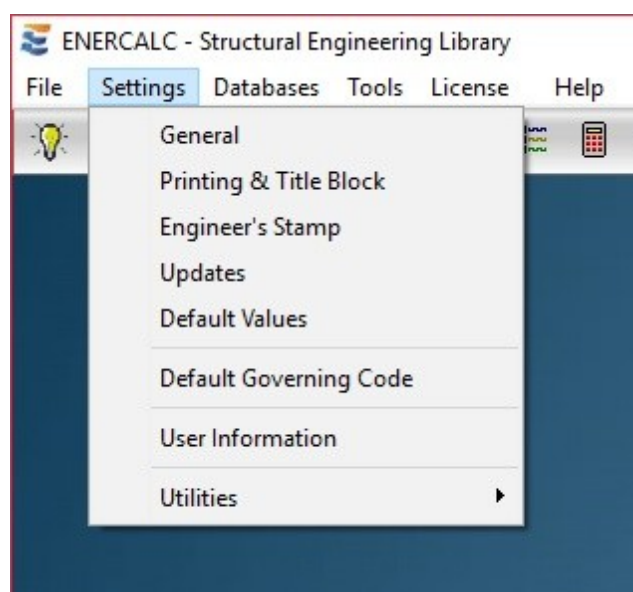 ENERCALC - Structural Engineering Library
File Settings Databases Tools License Help
General
Printing & Title Block
Engineer's Stamp
Updates
Default Values
Default Governing Code
User Information
Utilities